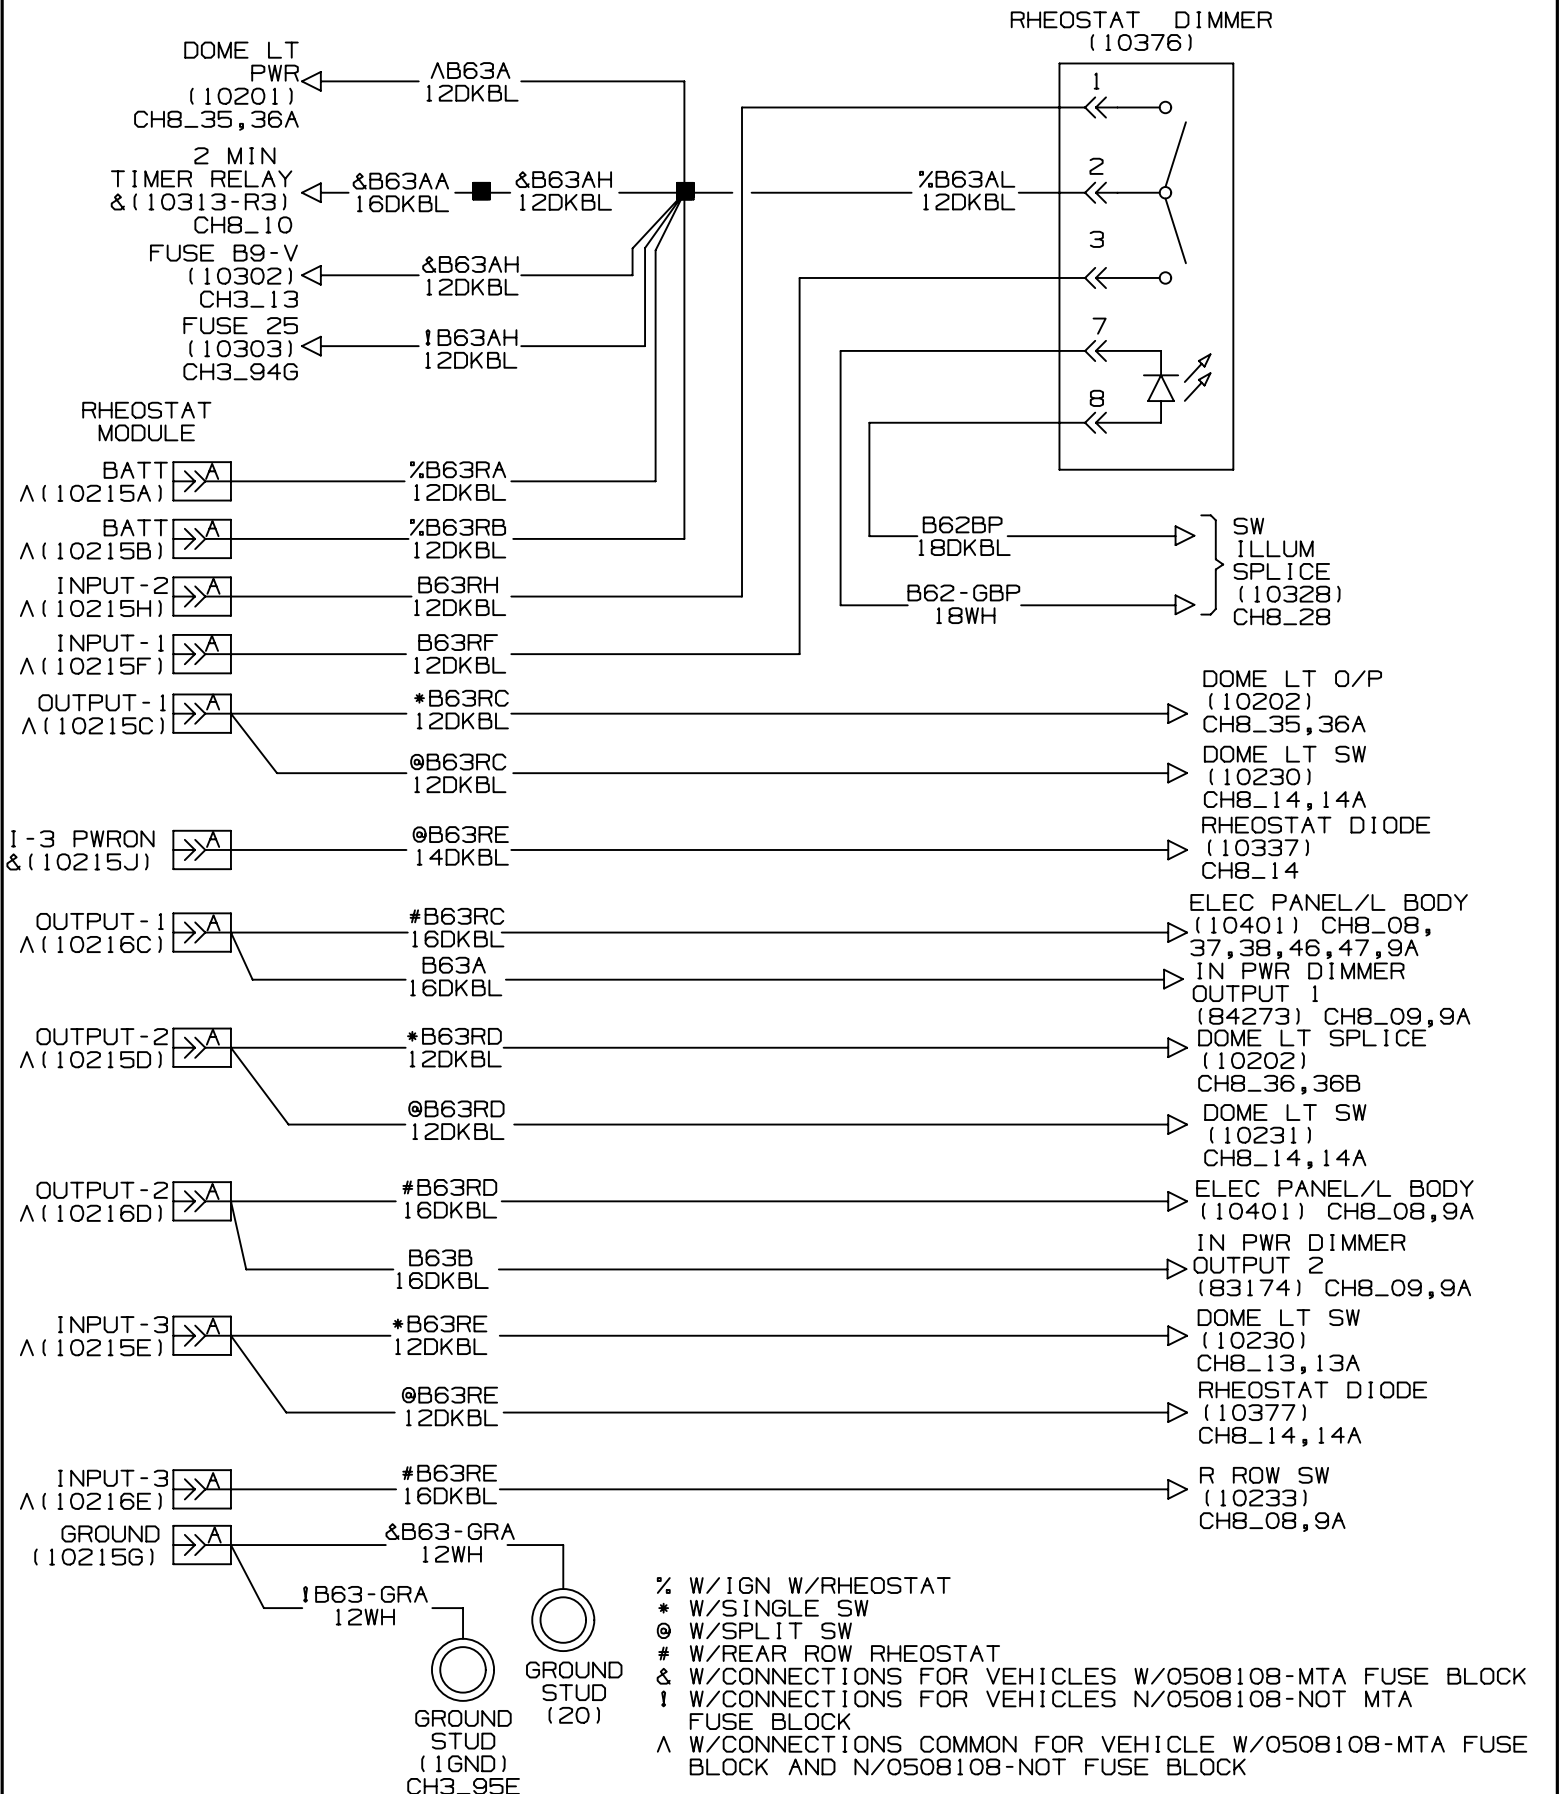 RHEOSTAT DIMMER
(10376)
1
2
3
7
8
DOME LT
PWR
(10201)
CH8_35,36A
ΛB63A
12DKBL
2 MIN
TIMER RELAY
&(10313-R3)
CH8_10
&B63AA
16DKBL
&B63AH
12DKBL
%B63AL
12DKBL
FUSE B9-V
(10302)
CH3_13
&B63AH
12DKBL
FUSE 25
(10303)
CH3_94G
!B63AH
12DKBL
RHEOSTAT
MODULE
BATT
Λ(10215A)
A
%B63RA
12DKBL
BATT
Λ(10215B)
A
%B63RB
12DKBL
B62BP
18DKBL
B62-GBP
18WH
SW
ILLUM
SPLICE
(10328)
CH8_28
INPUT-2
Λ(10215H)
A
B63RH
12DKBL
INPUT-1
Λ(10215F)
A
B63RF
12DKBL
OUTPUT-1
Λ(10215C)
A
*B63RC
12DKBL
DOME LT O/P
(10202)
CH8_35,36A
@B63RC
12DKBL
DOME LT SW
(10230)
CH8_14,14A
I-3 PWRON
&(10215J)
A
@B63RE
14DKBL
RHEOSTAT DIODE
(10337)
CH8_14
OUTPUT-1
Λ(10216C)
A
#B63RC
16DKBL
ELEC PANEL/L BODY
(10401) CH8_08,
37,38,46,47,9A
B63A
16DKBL
IN PWR DIMMER
OUTPUT 1
(84273) CH8_09,9A
OUTPUT-2
Λ(10215D)
A
*B63RD
12DKBL
DOME LT SPLICE
(10202)
CH8_36,36B
@B63RD
12DKBL
DOME LT SW
(10231)
CH8_14,14A
OUTPUT-2
Λ(10216D)
A
#B63RD
16DKBL
ELEC PANEL/L BODY
(10401) CH8_08,9A
B63B
16DKBL
IN PWR DIMMER
OUTPUT 2
(83174) CH8_09,9A
INPUT-3
Λ(10215E)
A
*B63RE
12DKBL
DOME LT SW
(10230)
CH8_13,13A
@B63RE
12DKBL
RHEOSTAT DIODE
(10377)
CH8_14,14A
INPUT-3
Λ(10216E)
A
#B63RE
16DKBL
R ROW SW
(10233)
CH8_08,9A
GROUND
(10215G)
A
&B63-GRA
12WH
!B63-GRA
12WH
GROUND
STUD
(20)
GROUND
STUD
(1GND)
CH3_95E
% W/IGN W/RHEOSTAT
* W/SINGLE SW
@ W/SPLIT SW
# W/REAR ROW RHEOSTAT
& W/CONNECTIONS FOR VEHICLES W/0508108-MTA FUSE BLOCK
! W/CONNECTIONS FOR VEHICLES N/0508108-NOT MTA
FUSE BLOCK
Λ W/CONNECTIONS COMMON FOR VEHICLE W/0508108-MTA FUSE
BLOCK AND N/0508108-NOT FUSE BLOCK